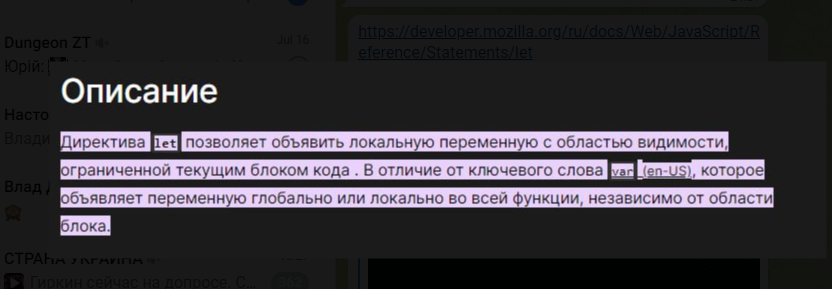 Dungeon ZT
Jul 16
https://developer.mozilla.org/ru/docs/Web/JavaScript/R
eference/Statements/let
Юрій:
Описание
Насто
Директива let позволяет объявить локальную переменную с областью видимости,
Влади
ограниченной текущим блоком кода . В отличие от ключевого слова var (en-US), которое
Влад
объявляет переменную глобально или локально во всей функции, независимо от области
блока.
СТРАНА УКРАИНА
Гиркин сейчас на допросе. С...